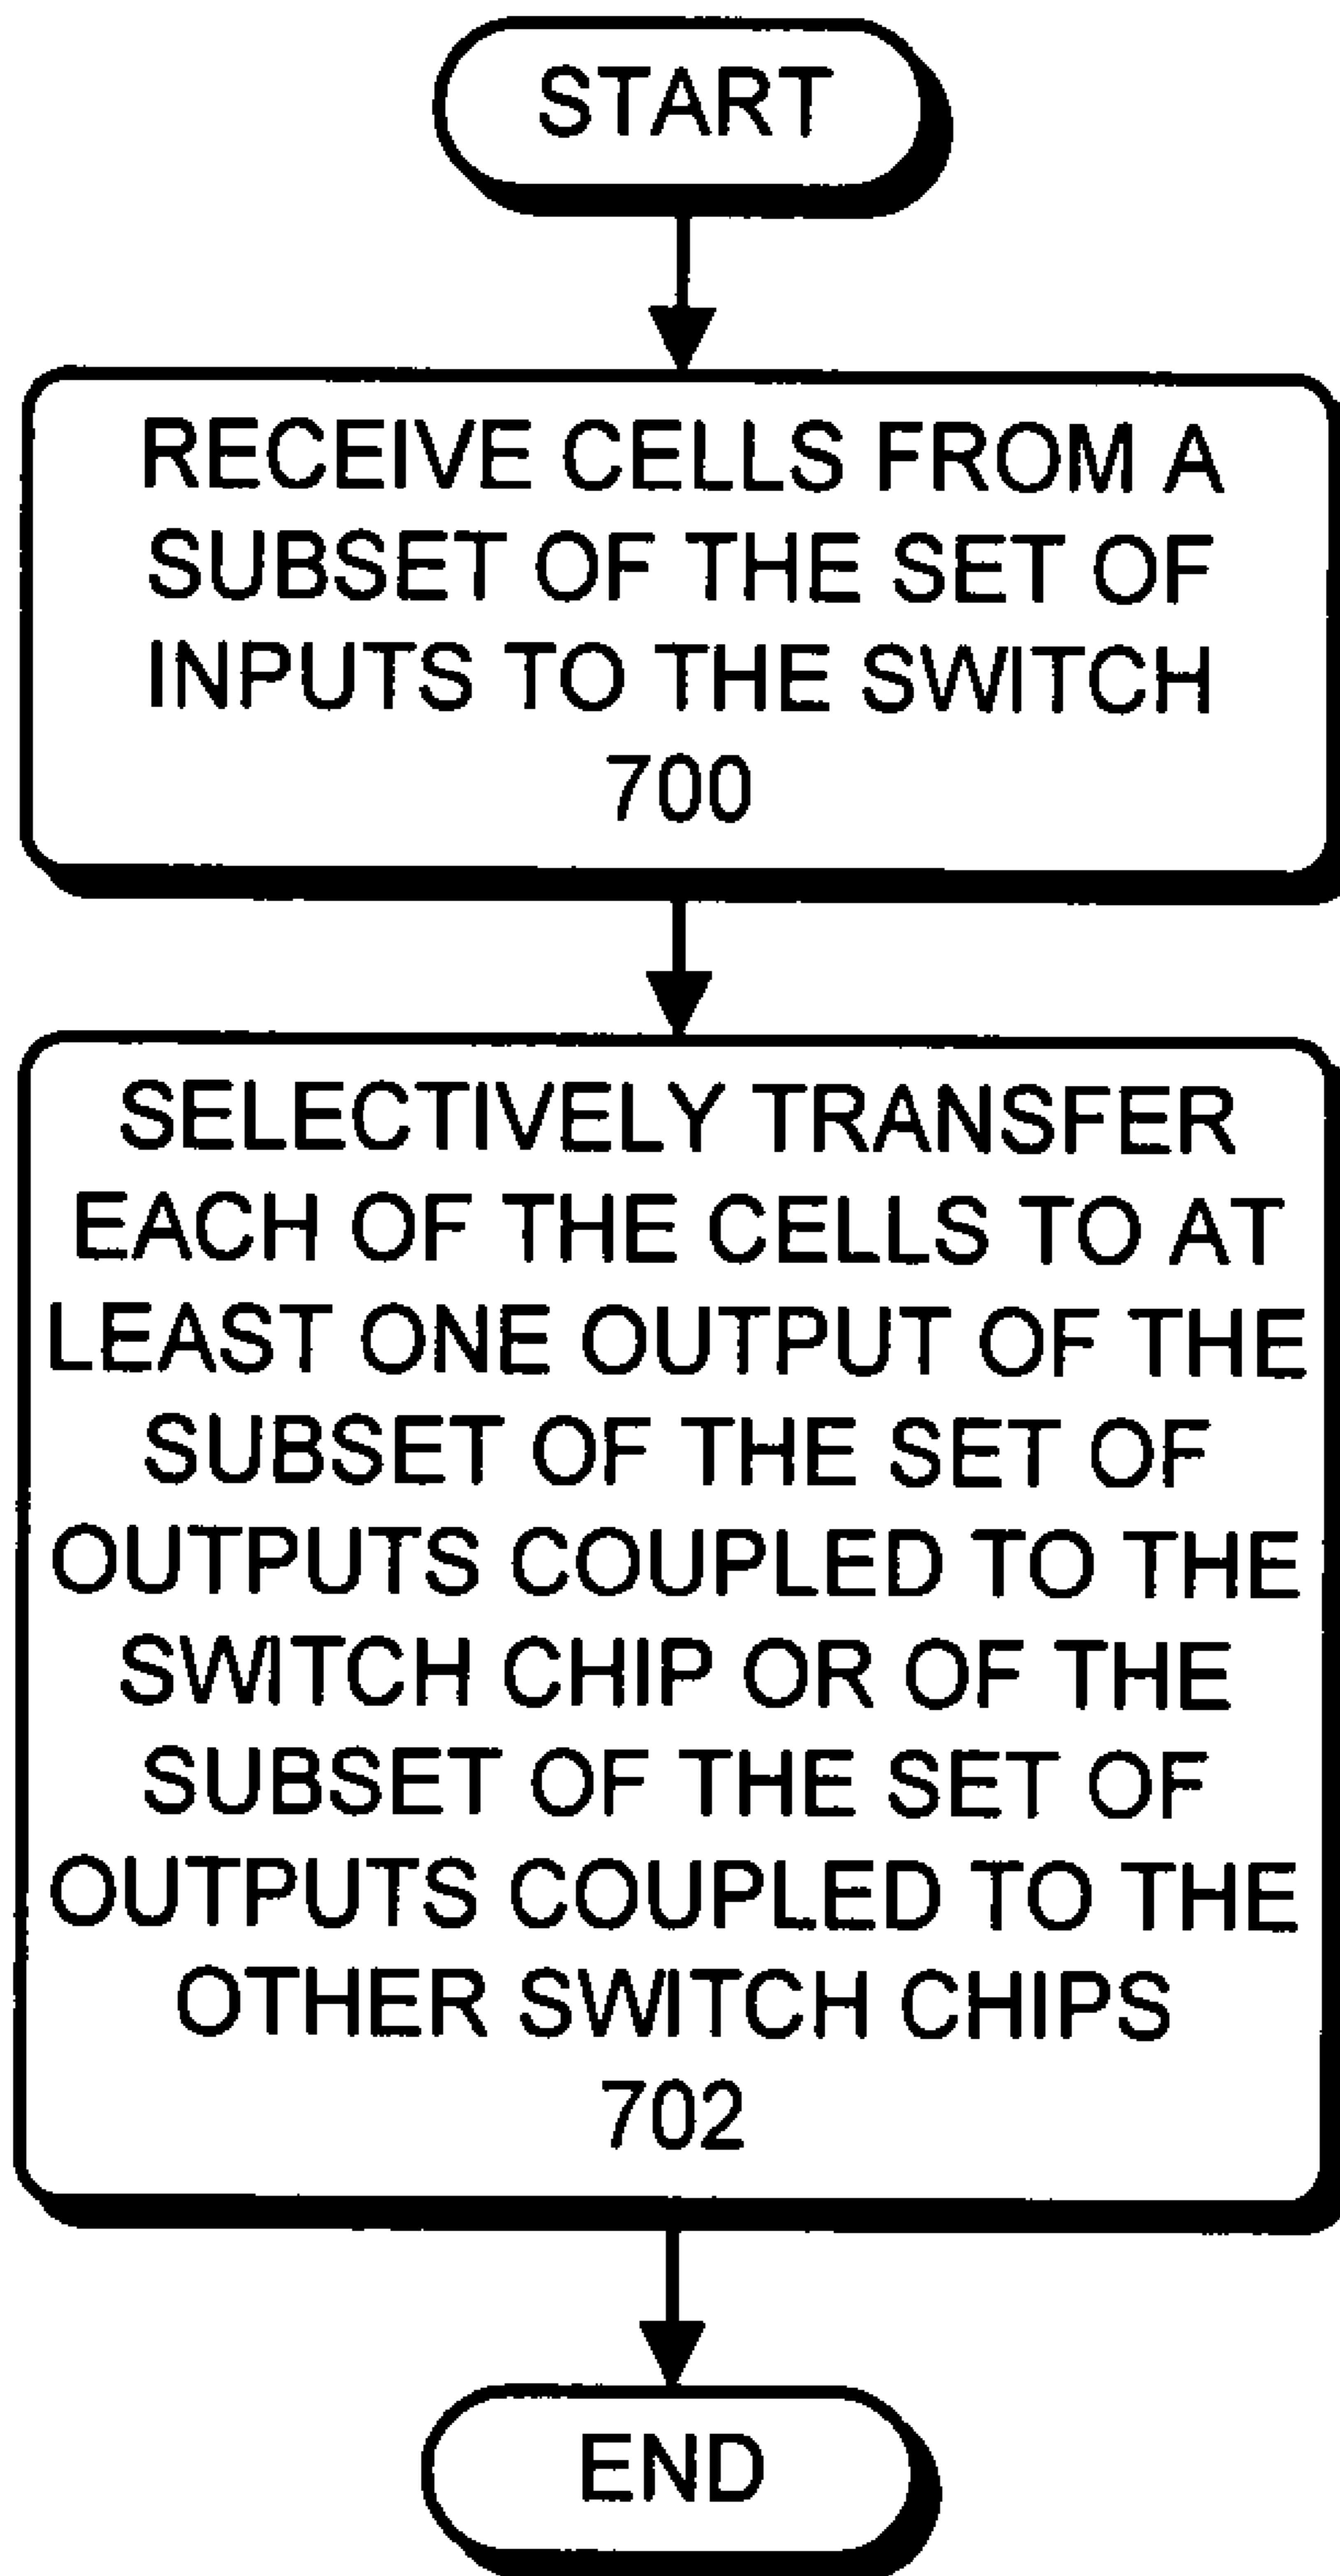 START
RECEIVE CELLS FROM A
SUBSET OF THE SET OF
INPUTS TO THE SWITCH
700
SELECTIVELY TRANSFER
EACH OF THE CELLS TO AT
LEAST ONE OUTPUT OF THE
SUBSET OF THE SET OF
OUTPUTS COUPLED TO THE
SWITCH CHIP OR OF THE
SUBSET OF THE SET OF
OUTPUTS COUPLED TO THE
OTHER SWITCH CHIPS
702
END